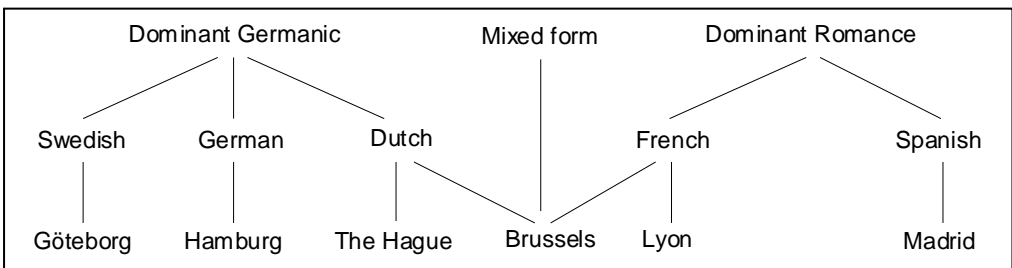 Dominant Germanic Mixed form Dominant Romance
Swedish German Dutch French Spanish
Göteborg Hamburg The Hague Brussels Lyon Madrid